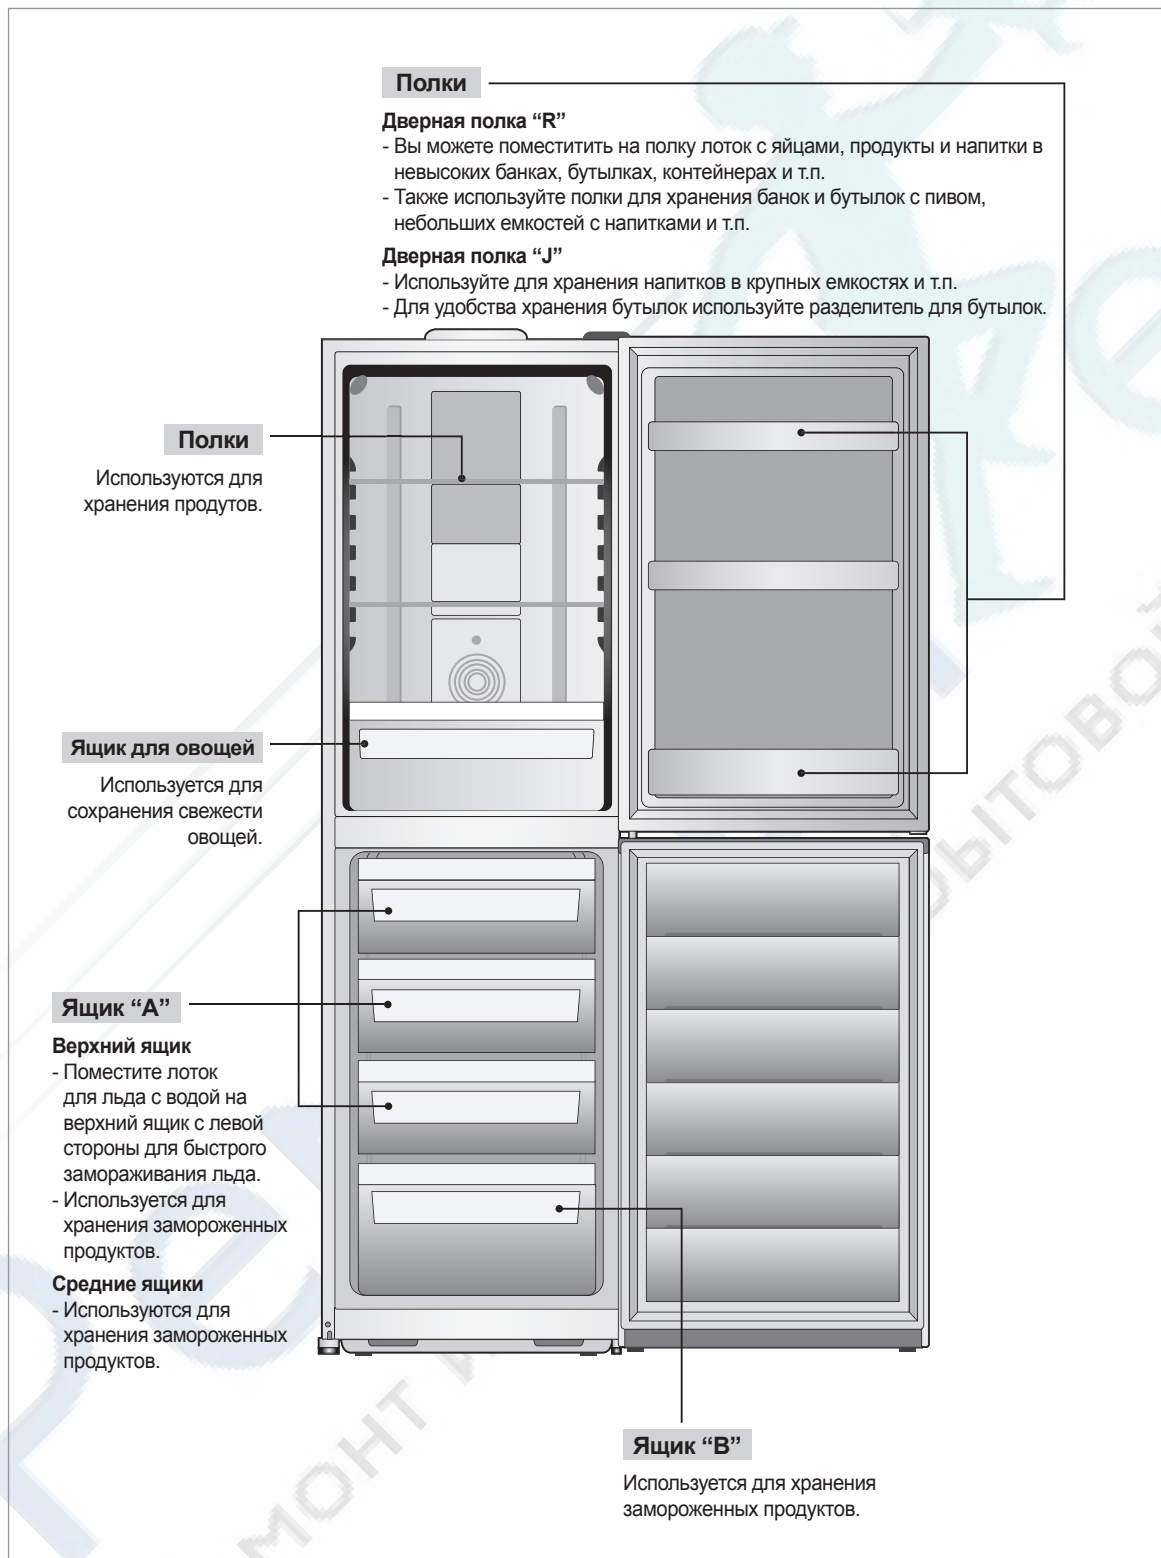 Полки
Дверная полка “R”
- Вы можете поместитить на полку лоток с яйцами, продукты и напитки в
невысоких банках, бутылках, контейнерах и т.п.
- Также используйте полки для хранения банок и бутылок с пивом,
небольших емкостей с напитками и т.п.
Дверная полка “J”
- Используйте для хранения напитков в крупных емкостях и т.п.
- Для удобства хранения бутылок используйте разделитель для бутылок.
Полки
Используются для
хранения продутов.
Ящик для овощей
Используется для
сохранения свежести
овощей.
Ящик “A”
Верхний ящик
- Поместите лоток
для льда с водой на
верхний ящик с левой
стороны для быстрого
замораживания льда.
- Используется для
хранения замороженных
продуктов.
Средние ящики
- Используются для
хранения замороженных
продуктов.
Ящик “B”
Используется для хранения
замороженных продуктов.